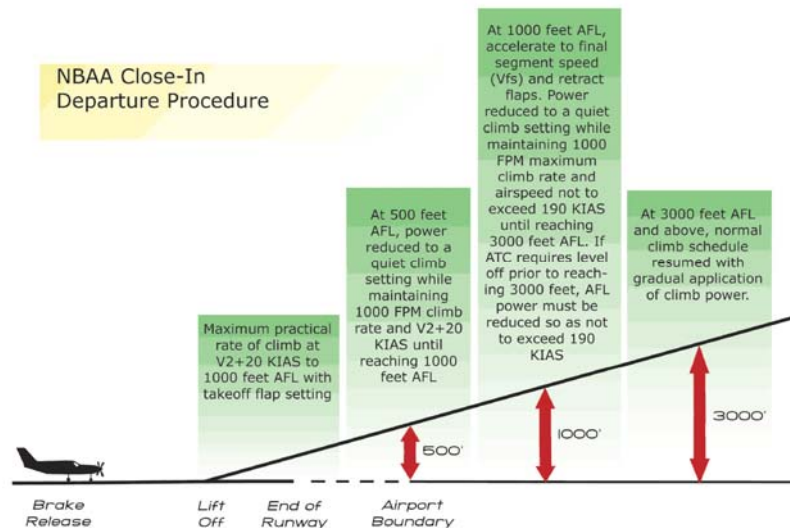 NBAA Close-In
Departure Procedure
Maximum practical
rate of climb at
V2+20 KIAS to
1000 feet AFL with
takeoff flap setting
At 500 feet
AFL, power
reduced to a
quiet climb
setting while
maintaining
1000 FPM climb
rate and V2+20
KIAS until
reaching 1000
feet AFL
At 1000 feet AFL,
accelerate to final
segment speed
(Vfs) and retract
flaps. Power
reduced to a quiet
climb setting while
maintaining 1000
FPM maximum
climb rate and
airspeed not to
exceed 190 KIAS
until reaching
3000 feet AFL. If
ATC requires level
off prior to reach-
ing 3000 feet, AFL
power must be
reduced so as not
to exceed 190
KIAS
At 3000 feet AFL
and above, normal
climb schedule
resumed with
gradual application
of climb power.
500'
1000'
3000'
Brake
Release
Lift
Off
End of
Runway
Airport
Boundary